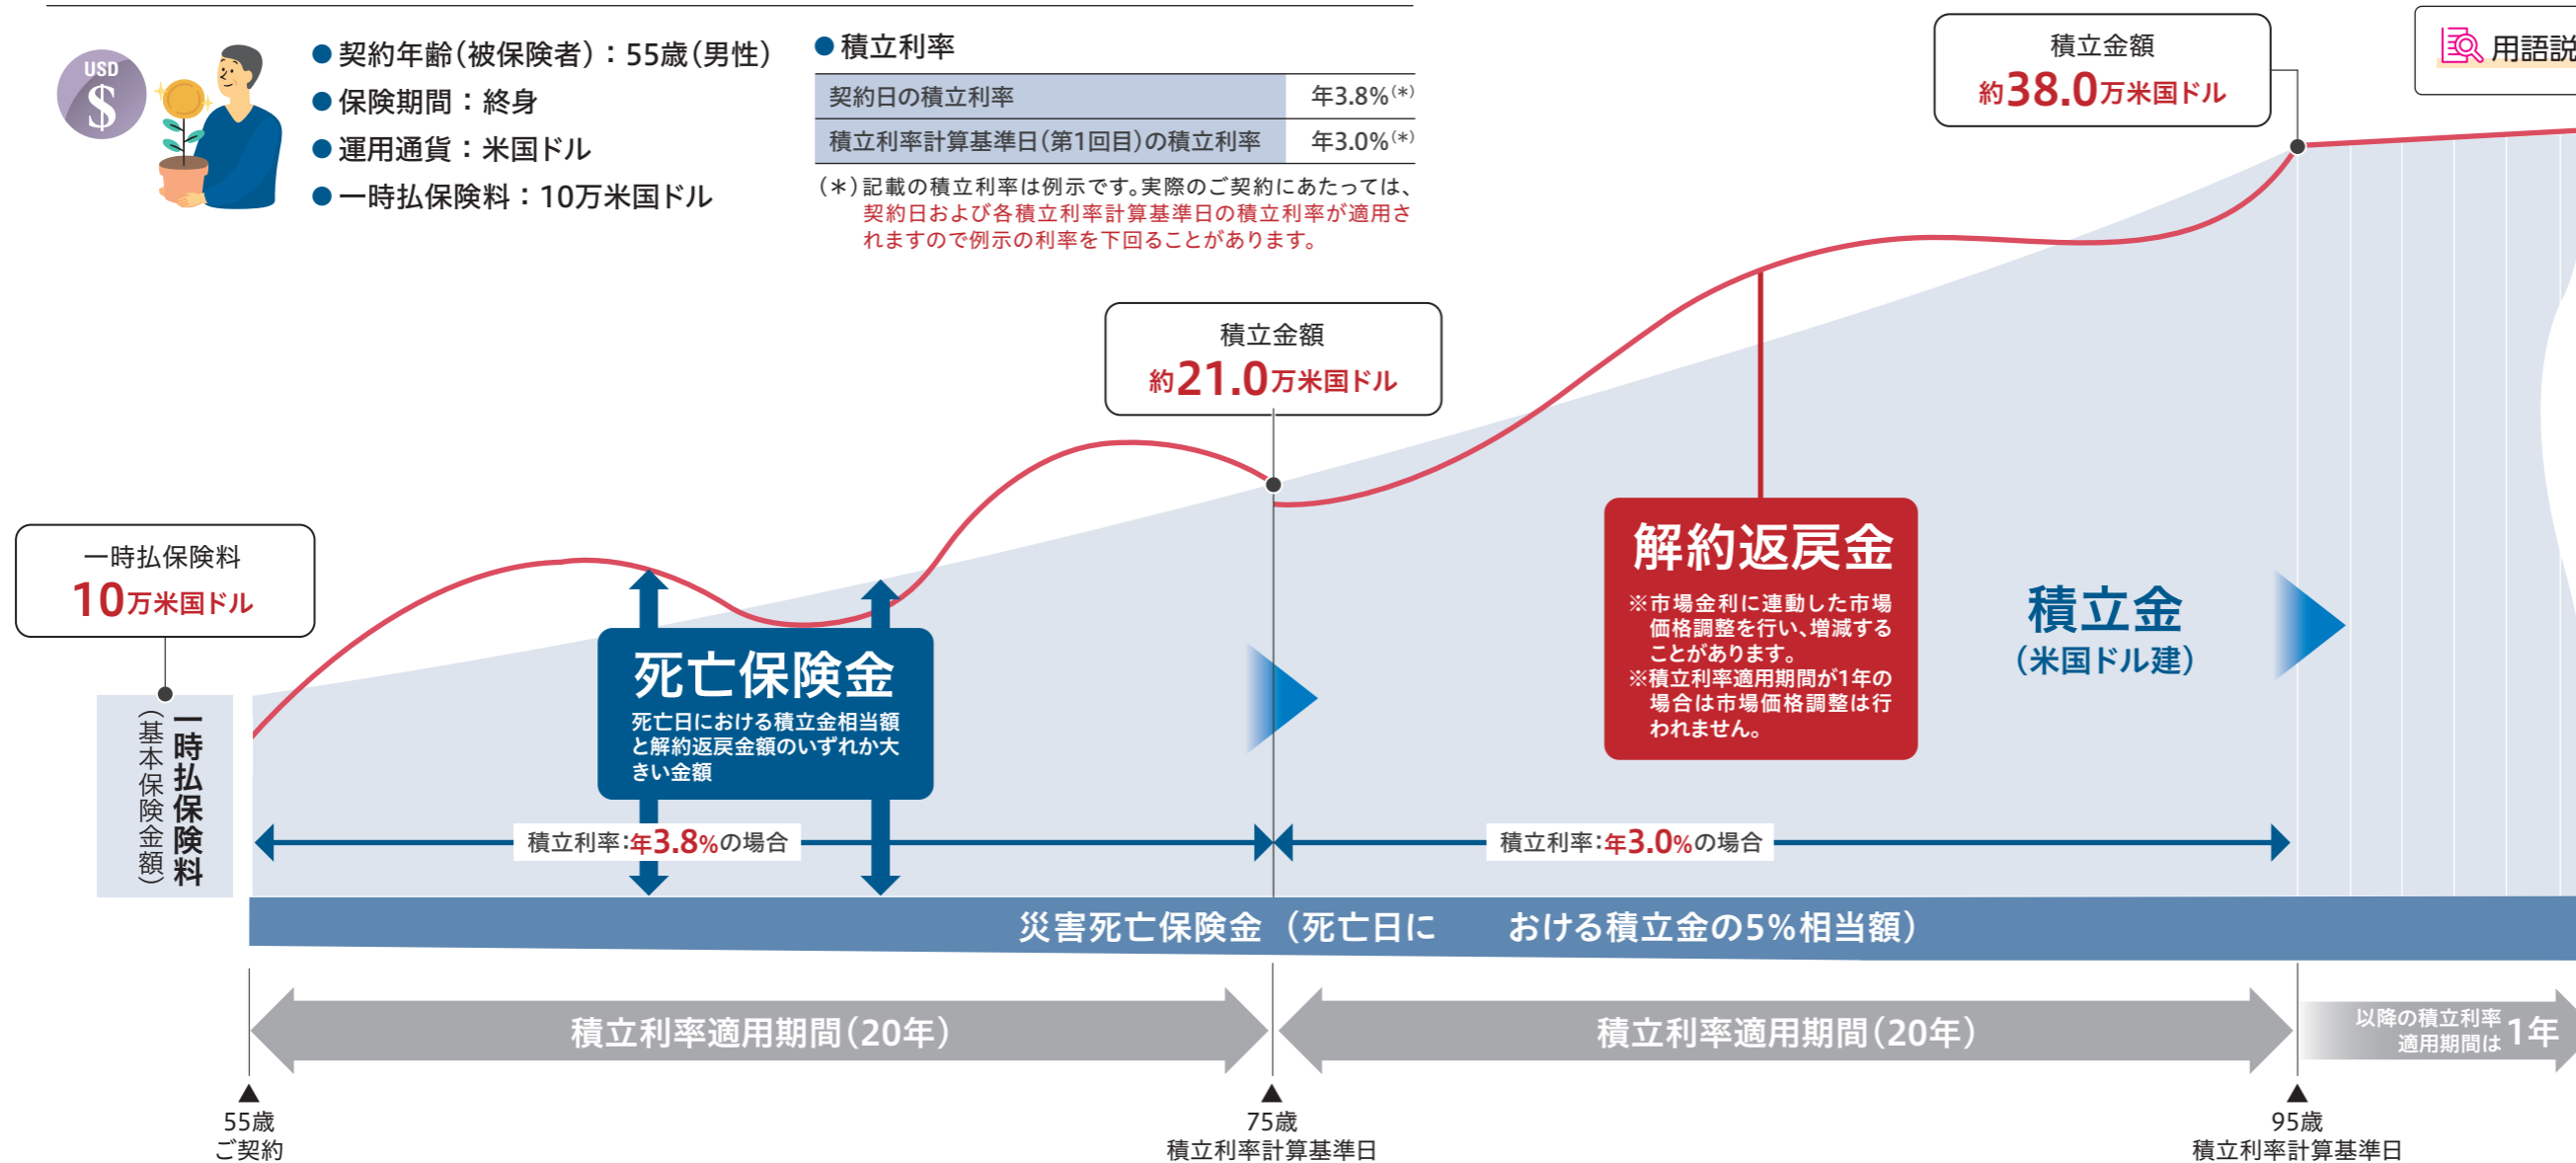 USD
$
● 契約年齢(被保険者)：55歳(男性)
● 保険期間：終身
● 運用通貨：米国ドル
● 一時払保険料：10万米国ドル
● 積立利率
契約日の積立利率 年3.8%(*)
積立利率計算基準日(第1回目)の積立利率 年3.0%(*)
(＊)記載の積立利率は例示です。実際のご契約にあたっては、
契約日および各積立利率計算基準日の積立利率が適用さ
れますので例示の利率を下回ることがあります。
積立金額
約38.0万米国ドル
用語説
積立金額
約21.0万米国ドル
一時払保険料
10万米国ドル
一時払保険料
(基本保険金額)
死亡保険金
死亡日における積立金相当額
と解約返戻金額のいずれか大
きい金額
解約返戻金
※市場金利に連動した市場
価格調整を行い、増減する
ことがあります。
※積立利率適用期間が1年の
場合は市場価格調整は行
われません。
積立金
(米国ドル建)
積立利率：年3.8%の場合
積立利率：年3.0%の場合
災害死亡保険金 (死亡日に おける積立金の5%相当額)
積立利率適用期間(20年)
積立利率適用期間(20年)
以降の積立利率
適用期間は 1年
▲
55歳
ご契約
▲
75歳
積立利率計算基準日
▲
95歳
積立利率計算基準日